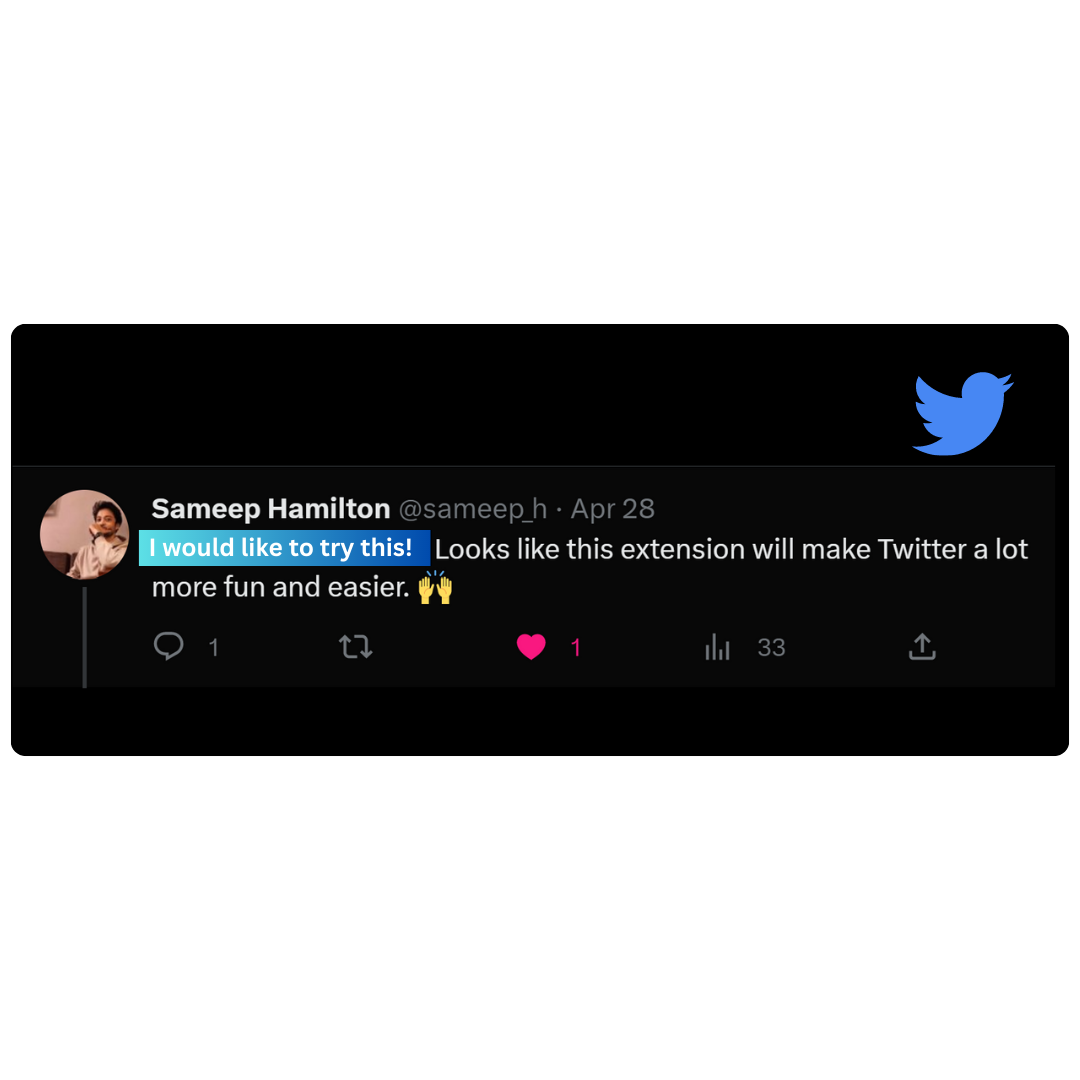 Sameep Hamilton @sameep_h · Apr 28
I would like to try this! Looks like this extension will make Twitter a lot
more fun and easier. 🙌
1 1 33